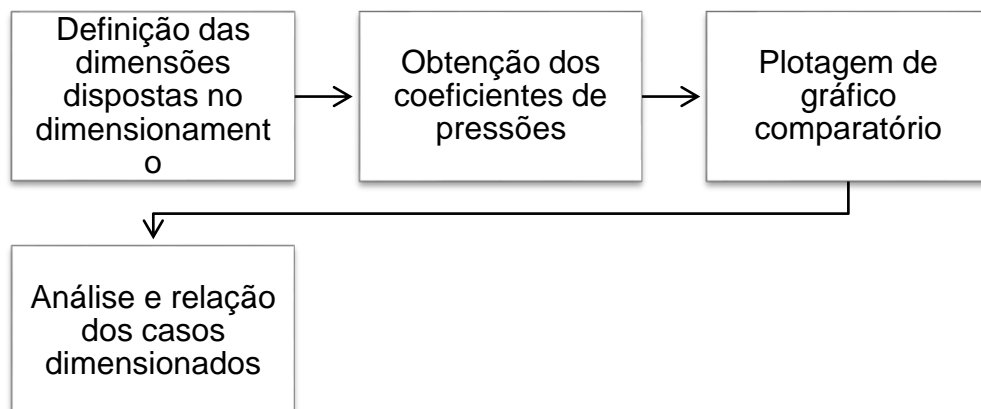 Definição das
dimensões
dispostas no
dimensionament
o
Obtenção dos
coeficientes de
pressões
Plotagem de
gráfico
comparatório
Análise e relação
dos casos
dimensionados